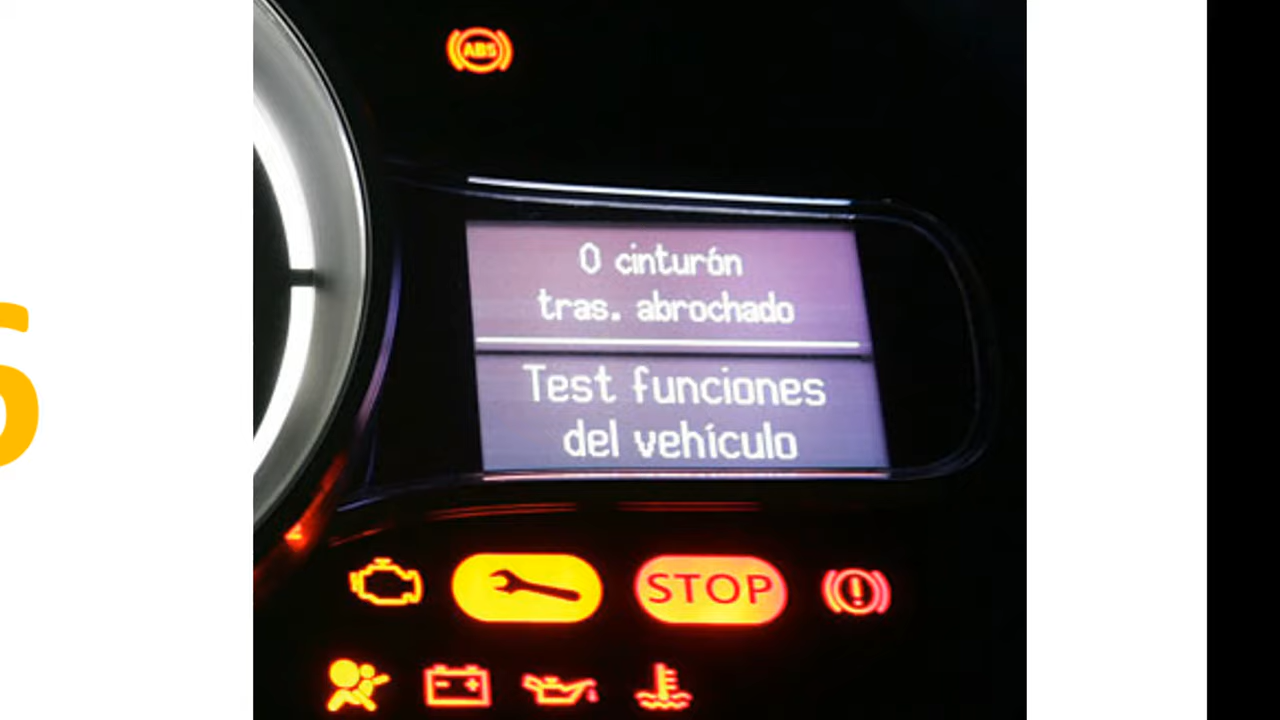 ABS
0 cinturón
tras. abrochado
Test funciones
del vehículo
STOP